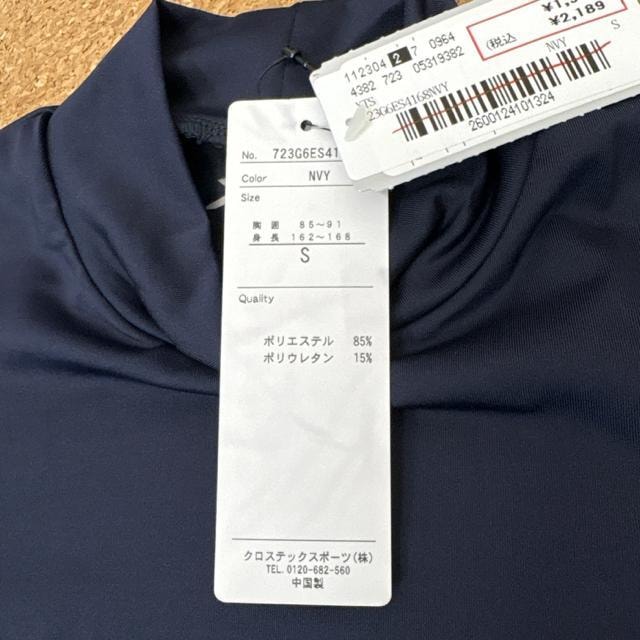 No. 723G6ES41
Color NVY
Size
胸囲 85～91
身長 162～168
S
Quality
ポリエステル 85%
ポリウレタン 15%
クロステックスポーツ(株)
TEL.0120-682-560
中国製
112304 2 7 0964
4382 723 05319382
XTS
723G6ES4168NVY
2600124101324
¥2,189
(税込
NVY S